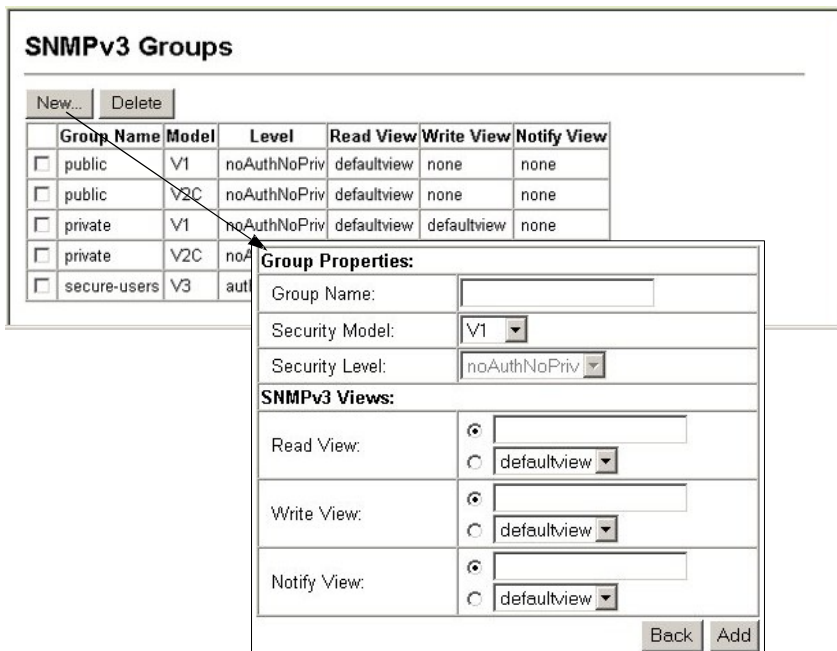 SNMPv3 Groups
New... Delete
Group Name Model Level Read View Write View Notify View
public V1 noAuthNoPriv defaultview none none
public V2C noAuthNoPriv defaultview none none
private V1 noAuthNoPriv defaultview defaultview none
private V2C
secure-users V3
Group Properties:
Group Name:
Security Model: V1
Security Level: noAuthNoPriv
SNMPv3 Views:
Read View:
defaultview
Write View:
defaultview
Notify View:
defaultview
Back Add